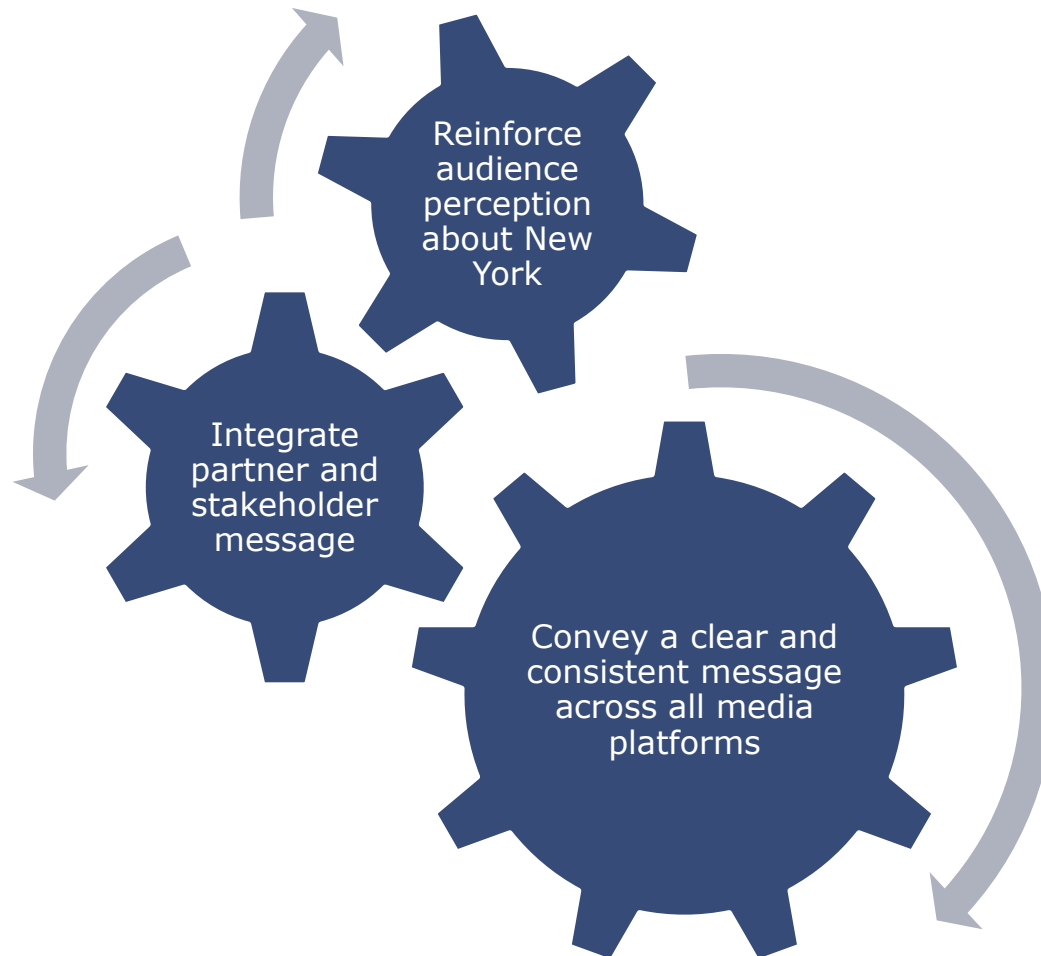 Reinforce
audience
perception
about New
York
Integrate
partner and
stakeholder
message
Convey a clear and
consistent message
across all media
platforms